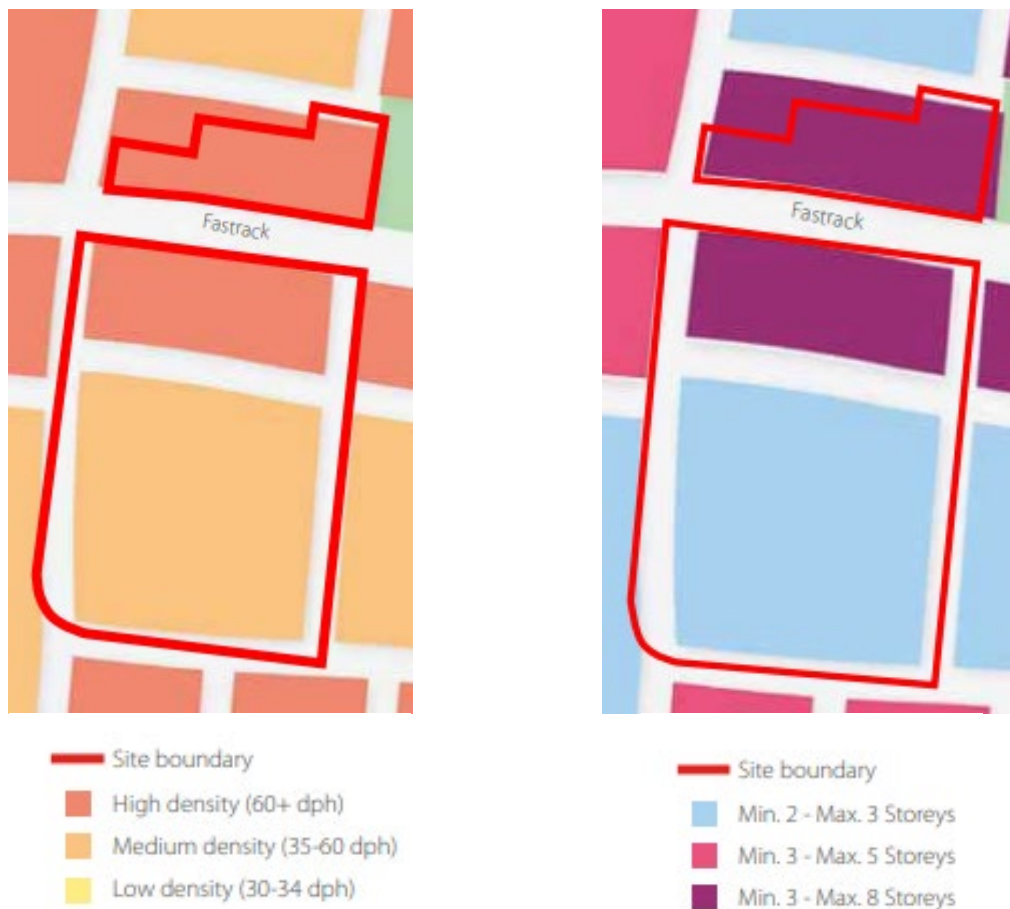 Fastrack
Site boundary
High density (60+ dph)
Medium density (35-60 dph)
Low density (30-34 dph)
Fastrack
Site boundary
Min. 2 - Max. 3 Storeys
Min. 3 - Max. 5 Storeys
Min. 3 - Max. 8 Storeys